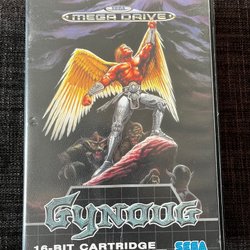 SEGA
MEGA DRIVE
GYNOUG
16-BIT CARTRIDGE
SEGA